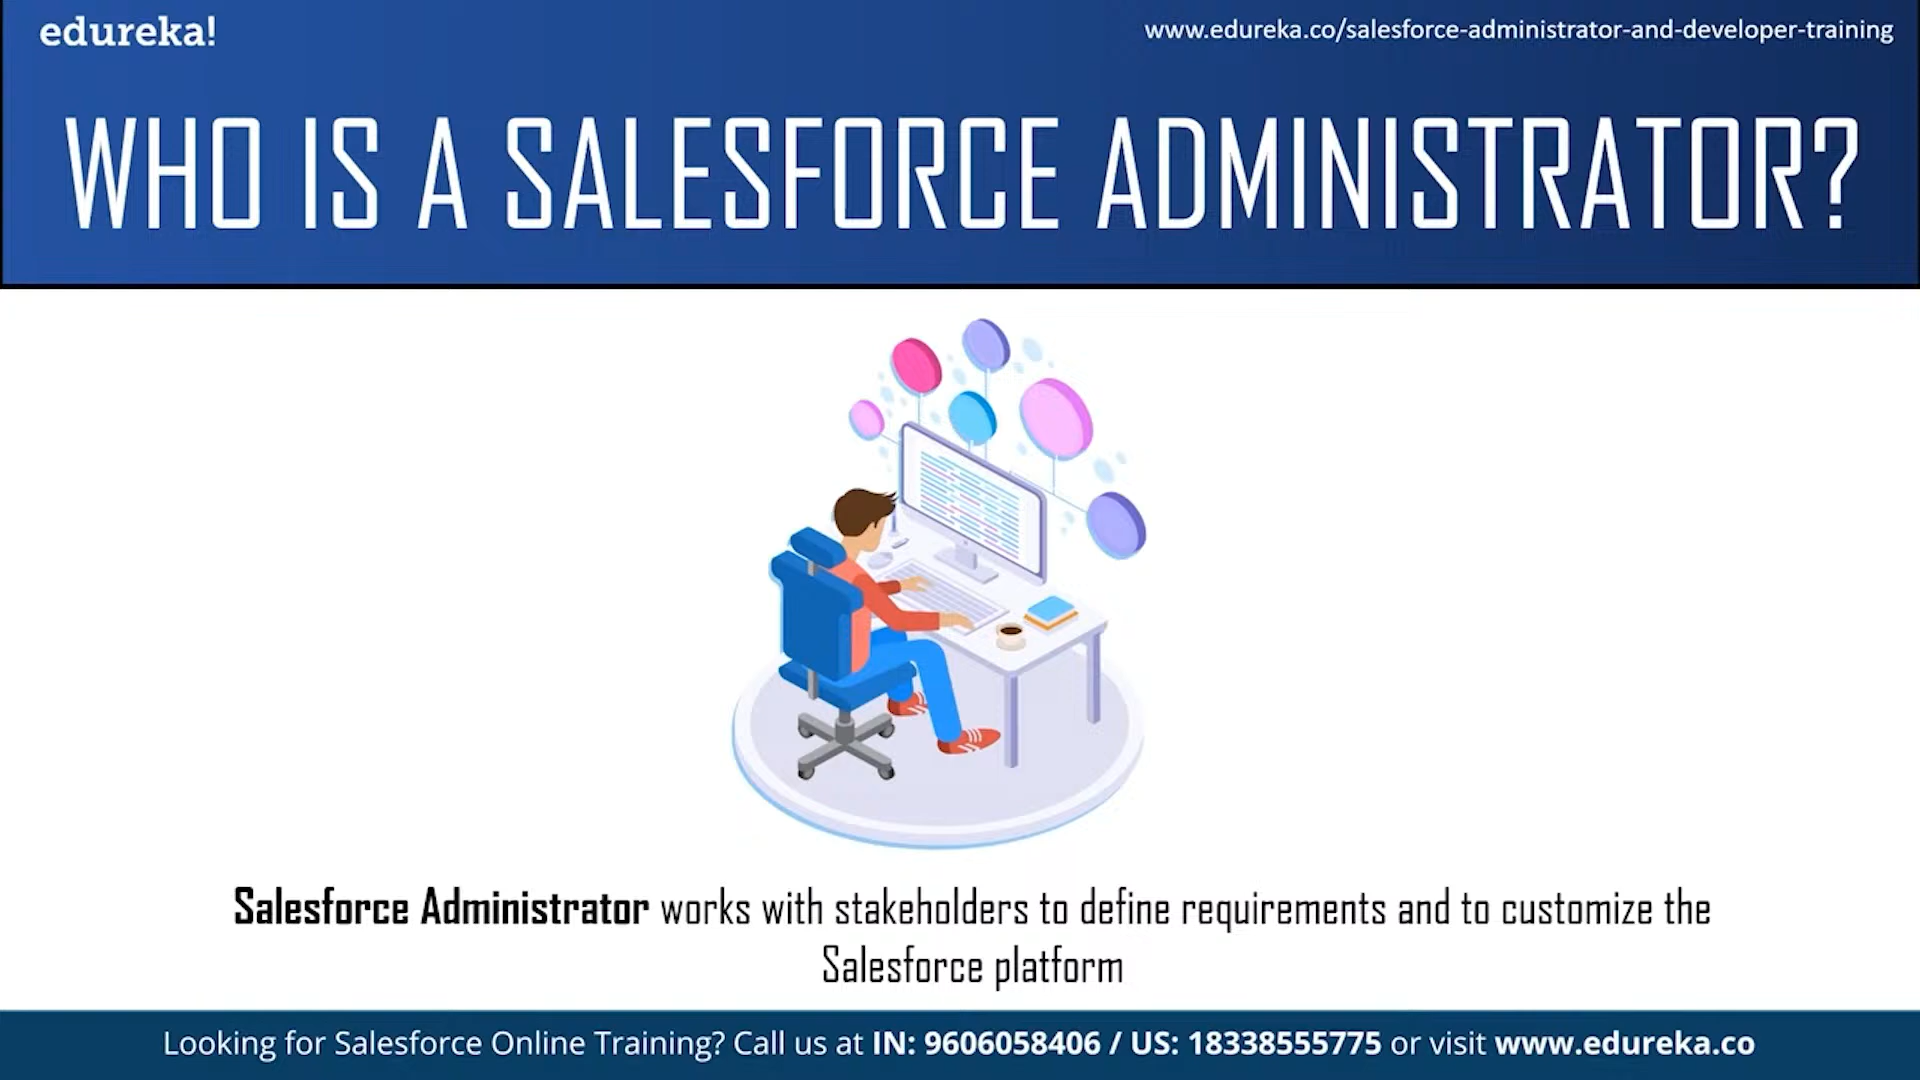 edureka!
www.edureka.co/salesforce-administrator-and-developer-training
WHO IS A SALESFORCE ADMINISTRATOR?
Salesforce Administrator works with stakeholders to define requirements and to customize the
Salesforce platform
Looking for Salesforce Online Training? Call us at IN: 9606058406 / US: 18338555775 or visit www.edureka.co